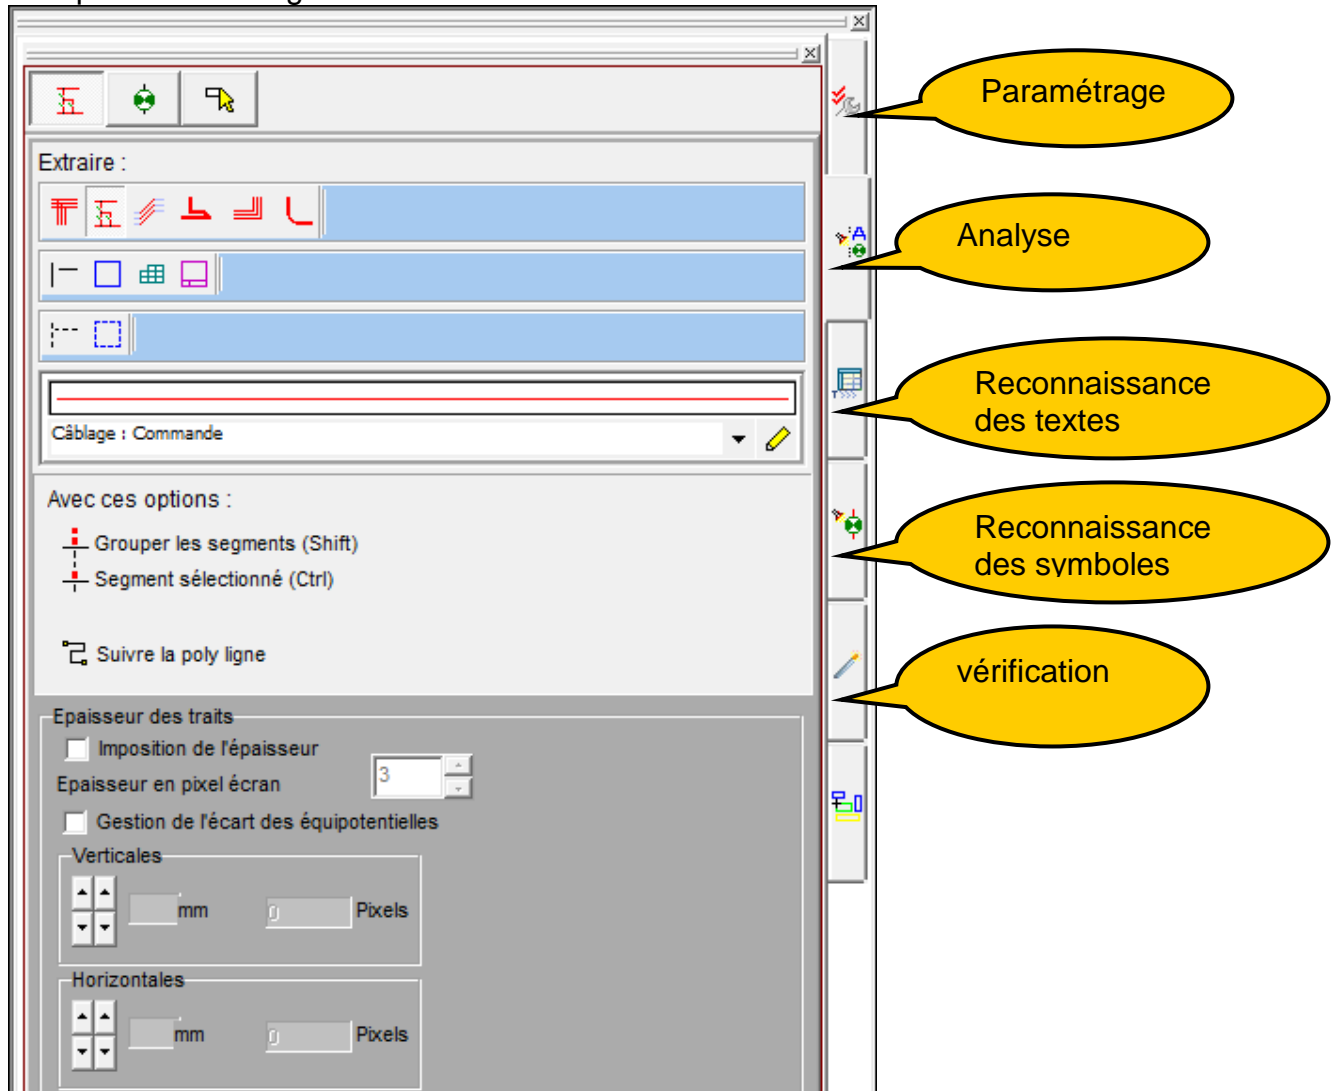 Paramétrage
Extraire :
Analyse
Câblage : Commande
Reconnaissance
des textes
Avec ces options :
Grouper les segments (Shift)
Segment sélectionné (Ctrl)
Reconnaissance
des symboles
Suivre la poly ligne
vérification
Epaisseur des traits
Imposition de l'épaisseur
Epaisseur en pixel écran 3
Gestion de l'écart des équipotentielles
Verticales
mm 0 Pixels
Horizontales
mm 0 Pixels